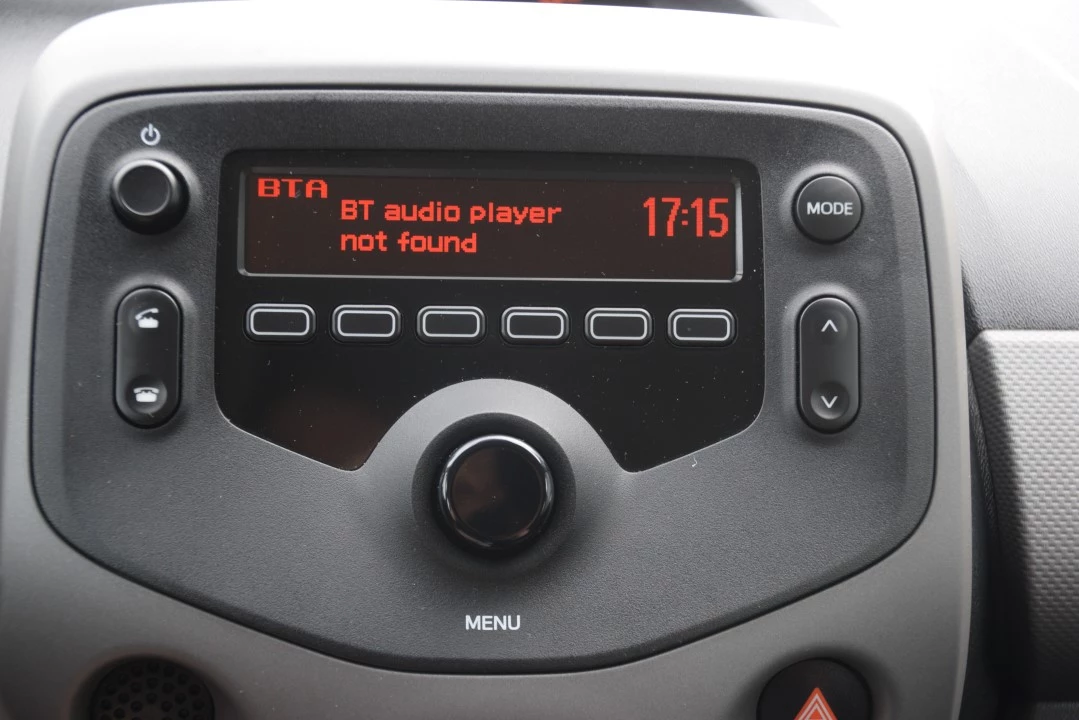 BTA
BT audio player
not found
17:15
MODE
MENU